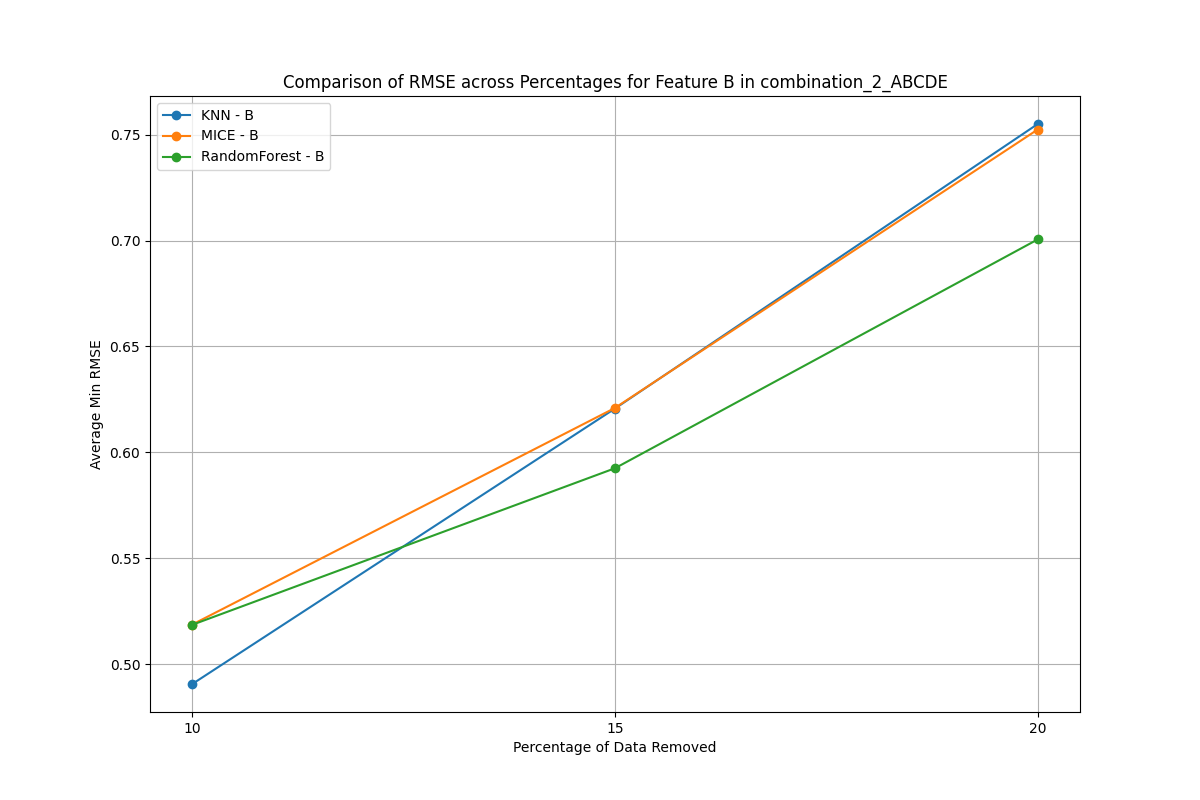 Comparison of RMSE across Percentages for Feature B in combination_2_ABCDE
KNN - B
MICE - B
RandomForest - B
Average Min RMSE
0.75
0.70
0.65
0.60
0.55
0.50
10 15 20
Percentage of Data Removed